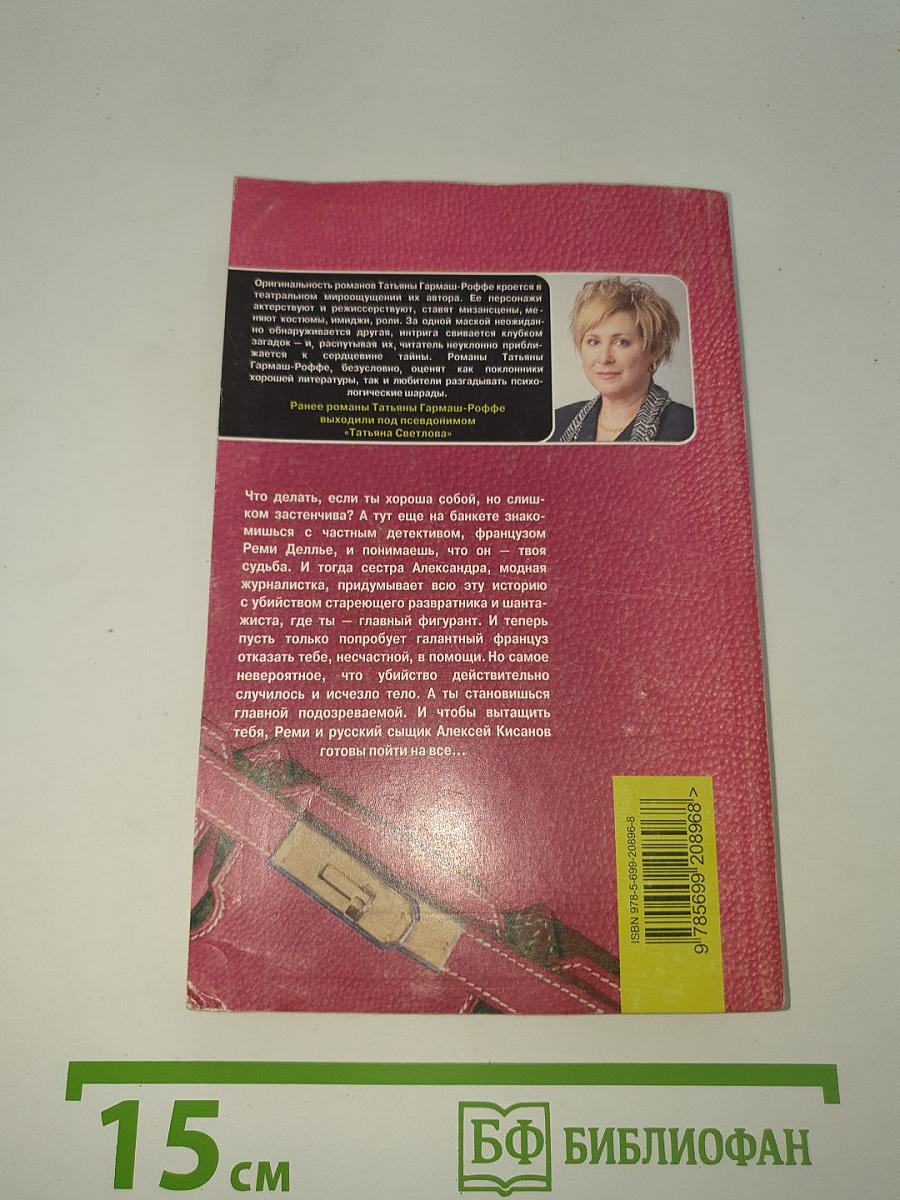 Оригинальность романов Татьяны Гармаш-Роффе кроется в
театральном мироощущении их автора. Ее персонажи
актерствуют и режиссерствуют, ставят мизансцены, ме-
няют костюмы, имиджи, роли. За одной маской неожидан-
но обнаруживается другая, интрига свивается клубком
загадок – и, распутывая их, читатель неуклонно прибли-
жается к сердцевине тайны. Романы Татьяны
Гармаш-Роффе, безусловно, оценят как поклонники
хорошей литературы, так и любители разгадывать психо-
логические шарады.
Ранее романы Татьяны Гармаш-Роффе
выходили под псевдонимом
«Татьяна Светлова»
Что делать, если ты хороша собой, но слиш-
ком застенчива? А тут еще на банкете знако-
мишься с частным детективом, французом
Реми Деллье, и понимаешь, что он — твоя
судьба. И тогда сестра Александра, модная
журналистка, придумывает всю эту историю
с убийством стареющего развратника и шанта-
жиста, где ты — главный фигурант. И теперь
пусть только попробует галантный француз
отказать тебе, несчастной, в помощи. Но самое
невероятное, что убийство действительно
случилось и исчезло тело. А ты становишься
главной подозреваемой. И чтобы вытащить
тебя, Реми и русский сыщик Алексей Кисанов
готовы пойти на все...
ISBN 978-5-699-20896-8
9 785699 208968 >
15 см
БФ БИБЛИОФАН